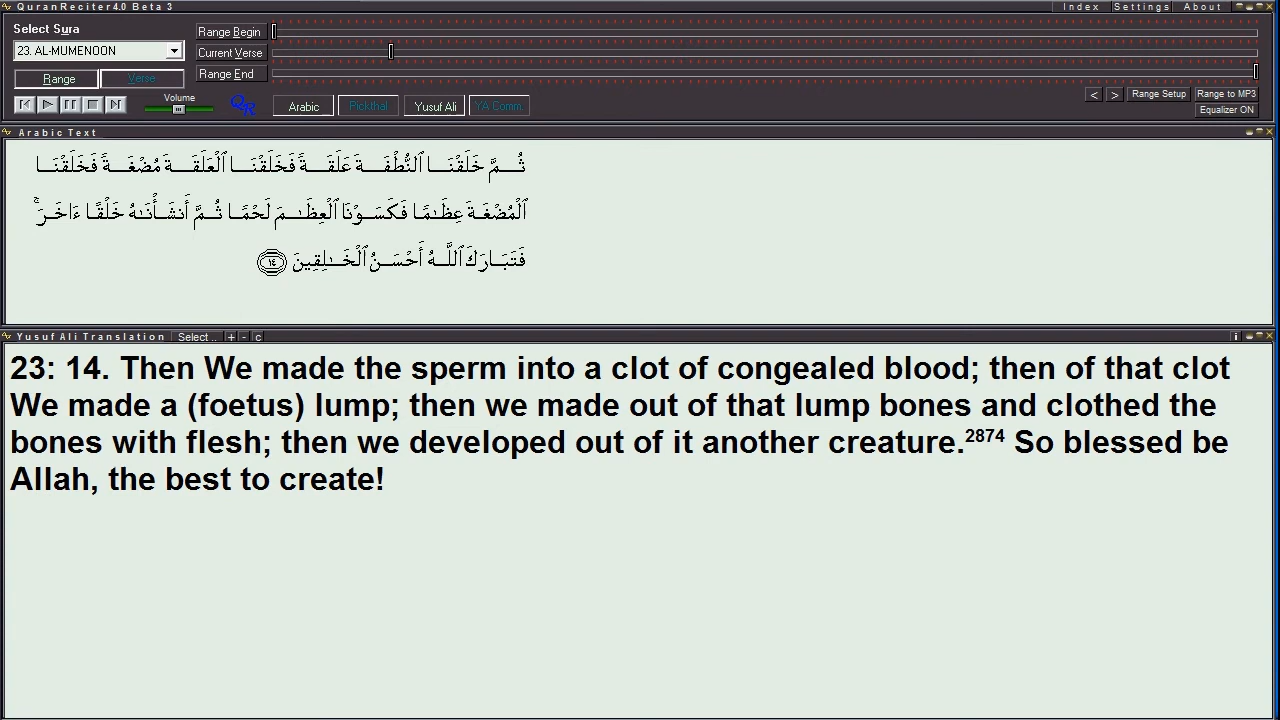 QuranReciter4.0 Beta 3
Index Settings About
Select Sura
23. AL-MUMENOON
Range Verse
Volume
Range Begin
Current Verse
Range End
QR
Arabic Pickthal Yusuf Ali YA Comm.
< > Range Setup Range to MP3
Equalizer ON
Arabic Text
ثُمَّ خَلَقْنَا ٱلنُّطْفَةَ عَلَقَةً فَخَلَقْنَا ٱلْعَلَقَةَ مُضْغَةً فَخَلَقْنَا
ٱلْمُضْغَةَ عِظَٰمًا فَكَسَوْنَا ٱلْعِظَٰمَ لَحْمًا ثُمَّ أَنشَأْنَٰهُ خَلْقًا ءَاخَرَ ۚ
فَتَبَارَكَ ٱللَّهُ أَحْسَنُ ٱلْخَٰلِقِينَ ١٤
Yusuf Ali Translation Select .. + - c i
23: 14. Then We made the sperm into a clot of congealed blood; then of that clot
We made a (foetus) lump; then we made out of that lump bones and clothed the
bones with flesh; then we developed out of it another creature.2874 So blessed be
Allah, the best to create!